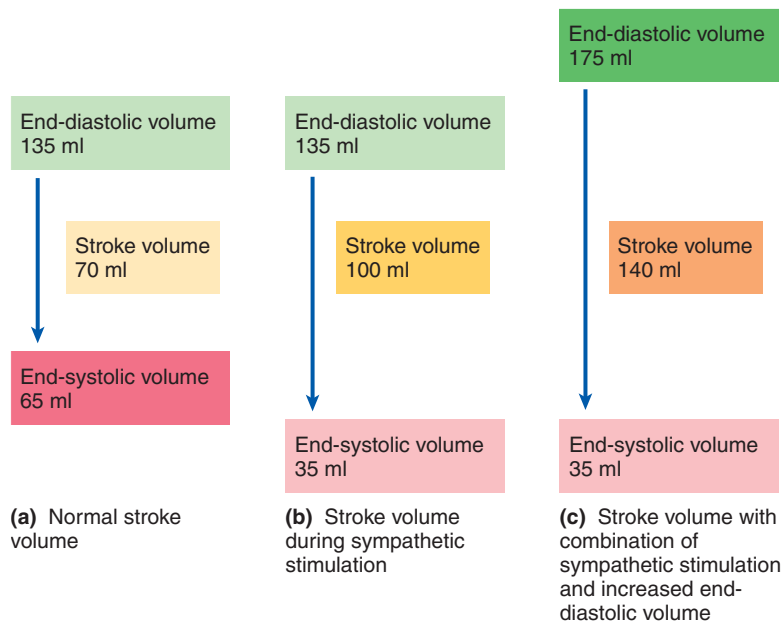 End-diastolic volume
135 ml
Stroke volume
70 ml
End-systolic volume
65 ml
(a) Normal stroke
volume
End-diastolic volume
135 ml
Stroke volume
100 ml
End-systolic volume
35 ml
(b) Stroke volume
during sympathetic
stimulation
End-diastolic volume
175 ml
Stroke volume
140 ml
End-systolic volume
35 ml
(c) Stroke volume with
combination of
sympathetic stimulation
and increased end-
diastolic volume